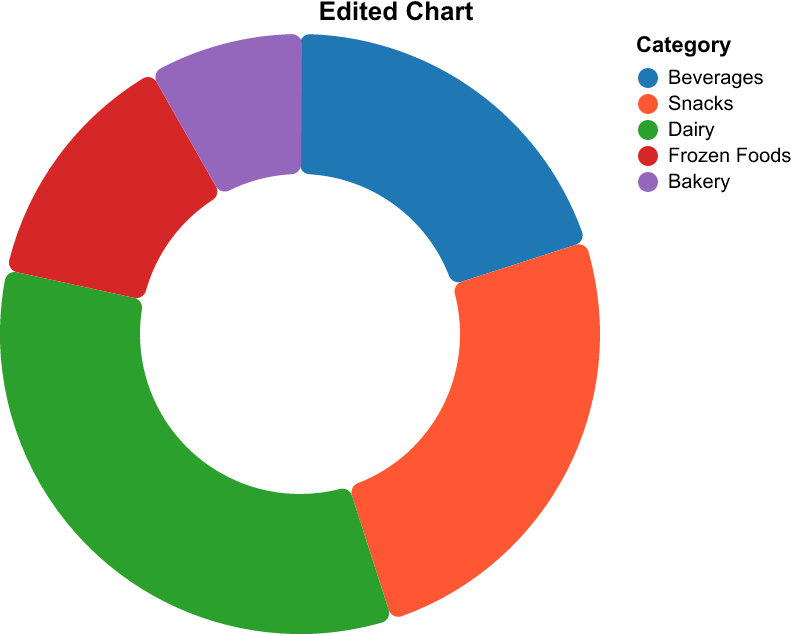 Edited Chart
Category
Beverages
Snacks
Dairy
Frozen Foods
Bakery